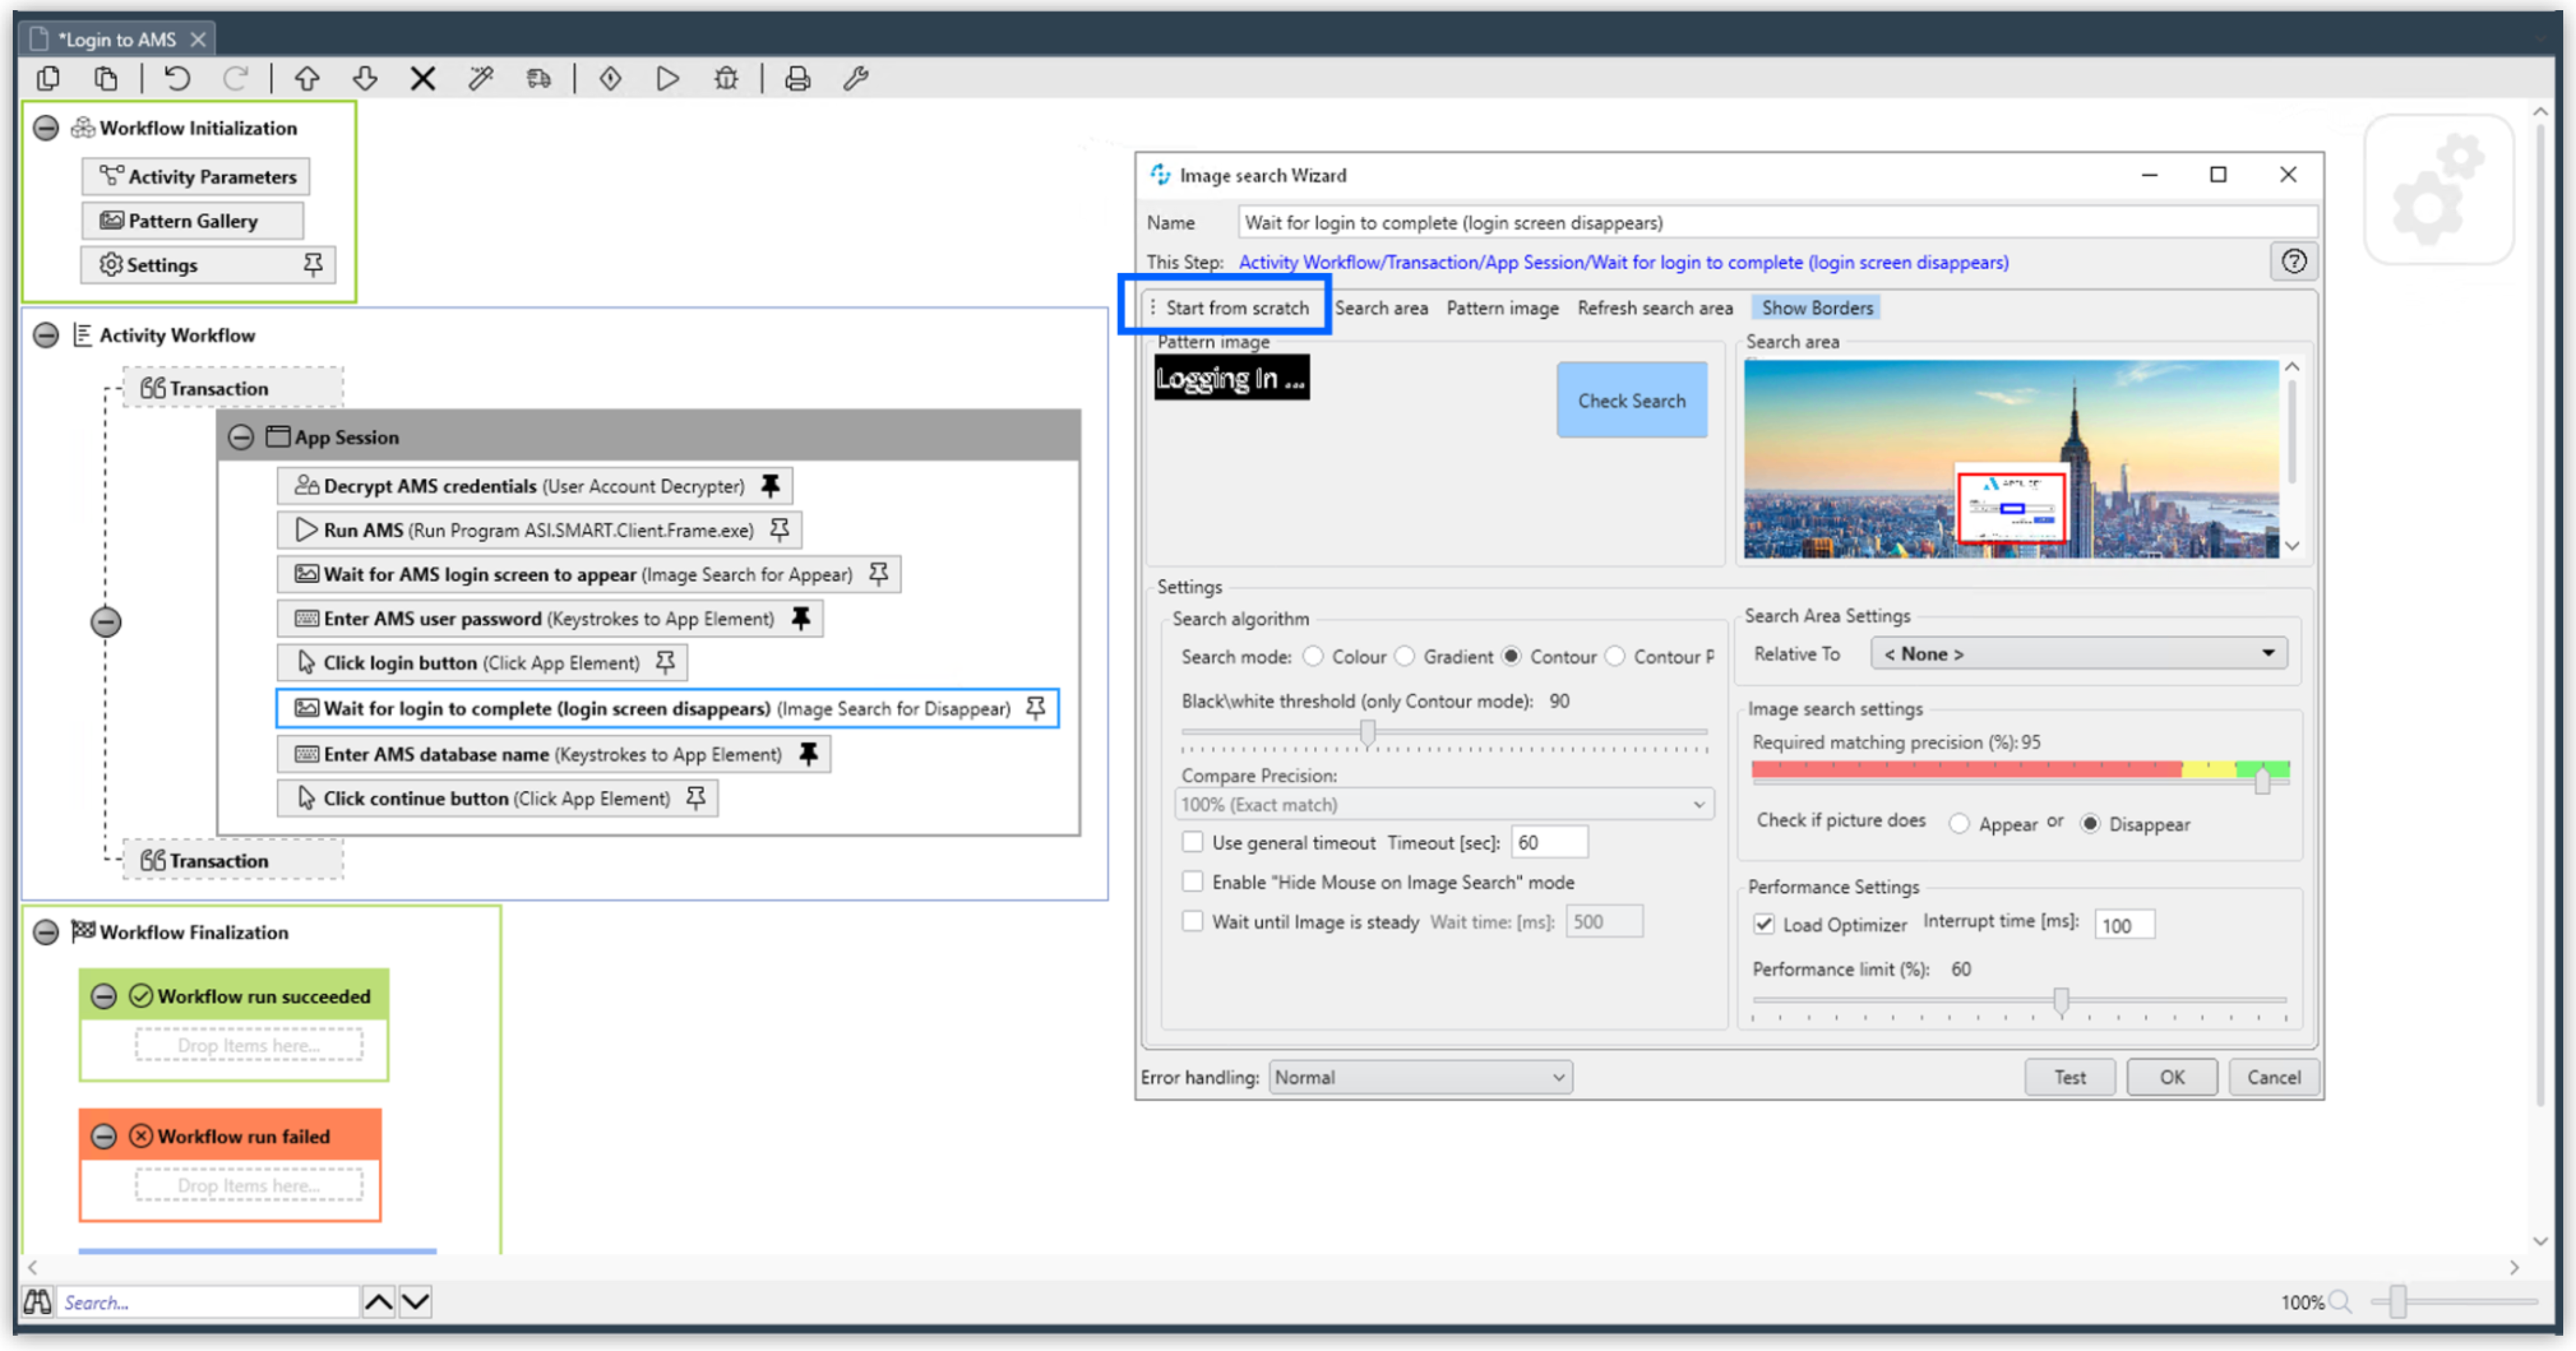 *Login to AMS
Workflow Initialization
Activity Parameters
Pattern Gallery
Settings
Activity Workflow
Transaction
App Session
Decrypt AMS credentials (User Account Decrypter)
Run AMS (Run Program ASI.SMART.Client.Frame.exe)
Wait for AMS login screen to appear (Image Search for Appear)
Enter AMS user password (Keystrokes to App Element)
Click login button (Click App Element)
Wait for login to complete (login screen disappears) (Image Search for Disappear)
Enter AMS database name (Keystrokes to App Element)
Click continue button (Click App Element)
Transaction
Workflow Finalization
Workflow run succeeded
Drop Items here...
Workflow run failed
Drop Items here...
Image search Wizard
Name Wait for login to complete (login screen disappears)
This Step: Activity Workflow/Transaction/App Session/Wait for login to complete (login screen disappears)
Start from scratch Search area Pattern image Refresh search area Show Borders
Pattern image
Logging In ...
Check Search
Search area
Settings
Search algorithm
Search mode: Colour Gradient Contour Contour P
Black\white threshold (only Contour mode): 90
Compare Precision:
100% (Exact match)
Use general timeout Timeout [sec]: 60
Enable "Hide Mouse on Image Search" mode
Wait until Image is steady Wait time: [ms]: 500
Search Area Settings
Relative To < None >
Image search settings
Required matching precision (%): 95
Check if picture does Appear or Disappear
Performance Settings
Load Optimizer Interrupt time [ms]: 100
Performance limit (%): 60
Error handling: Normal
Test OK Cancel
Search...
100%